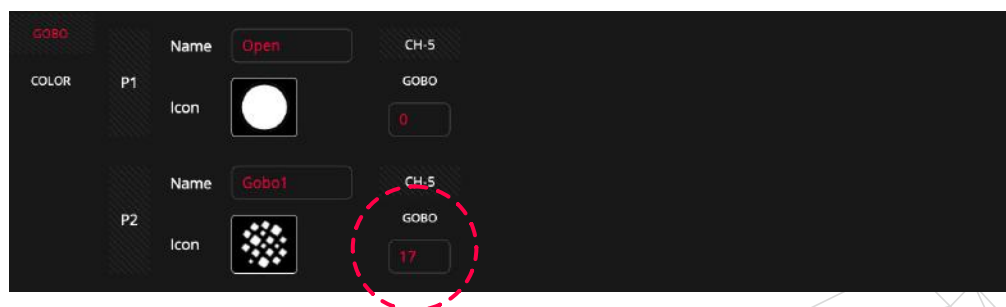 GOBO
COLOR
P1
Name Open
Icon
CH-5
GOBO
0
P2
Name Gobo1
Icon
CH-5
GOBO
17